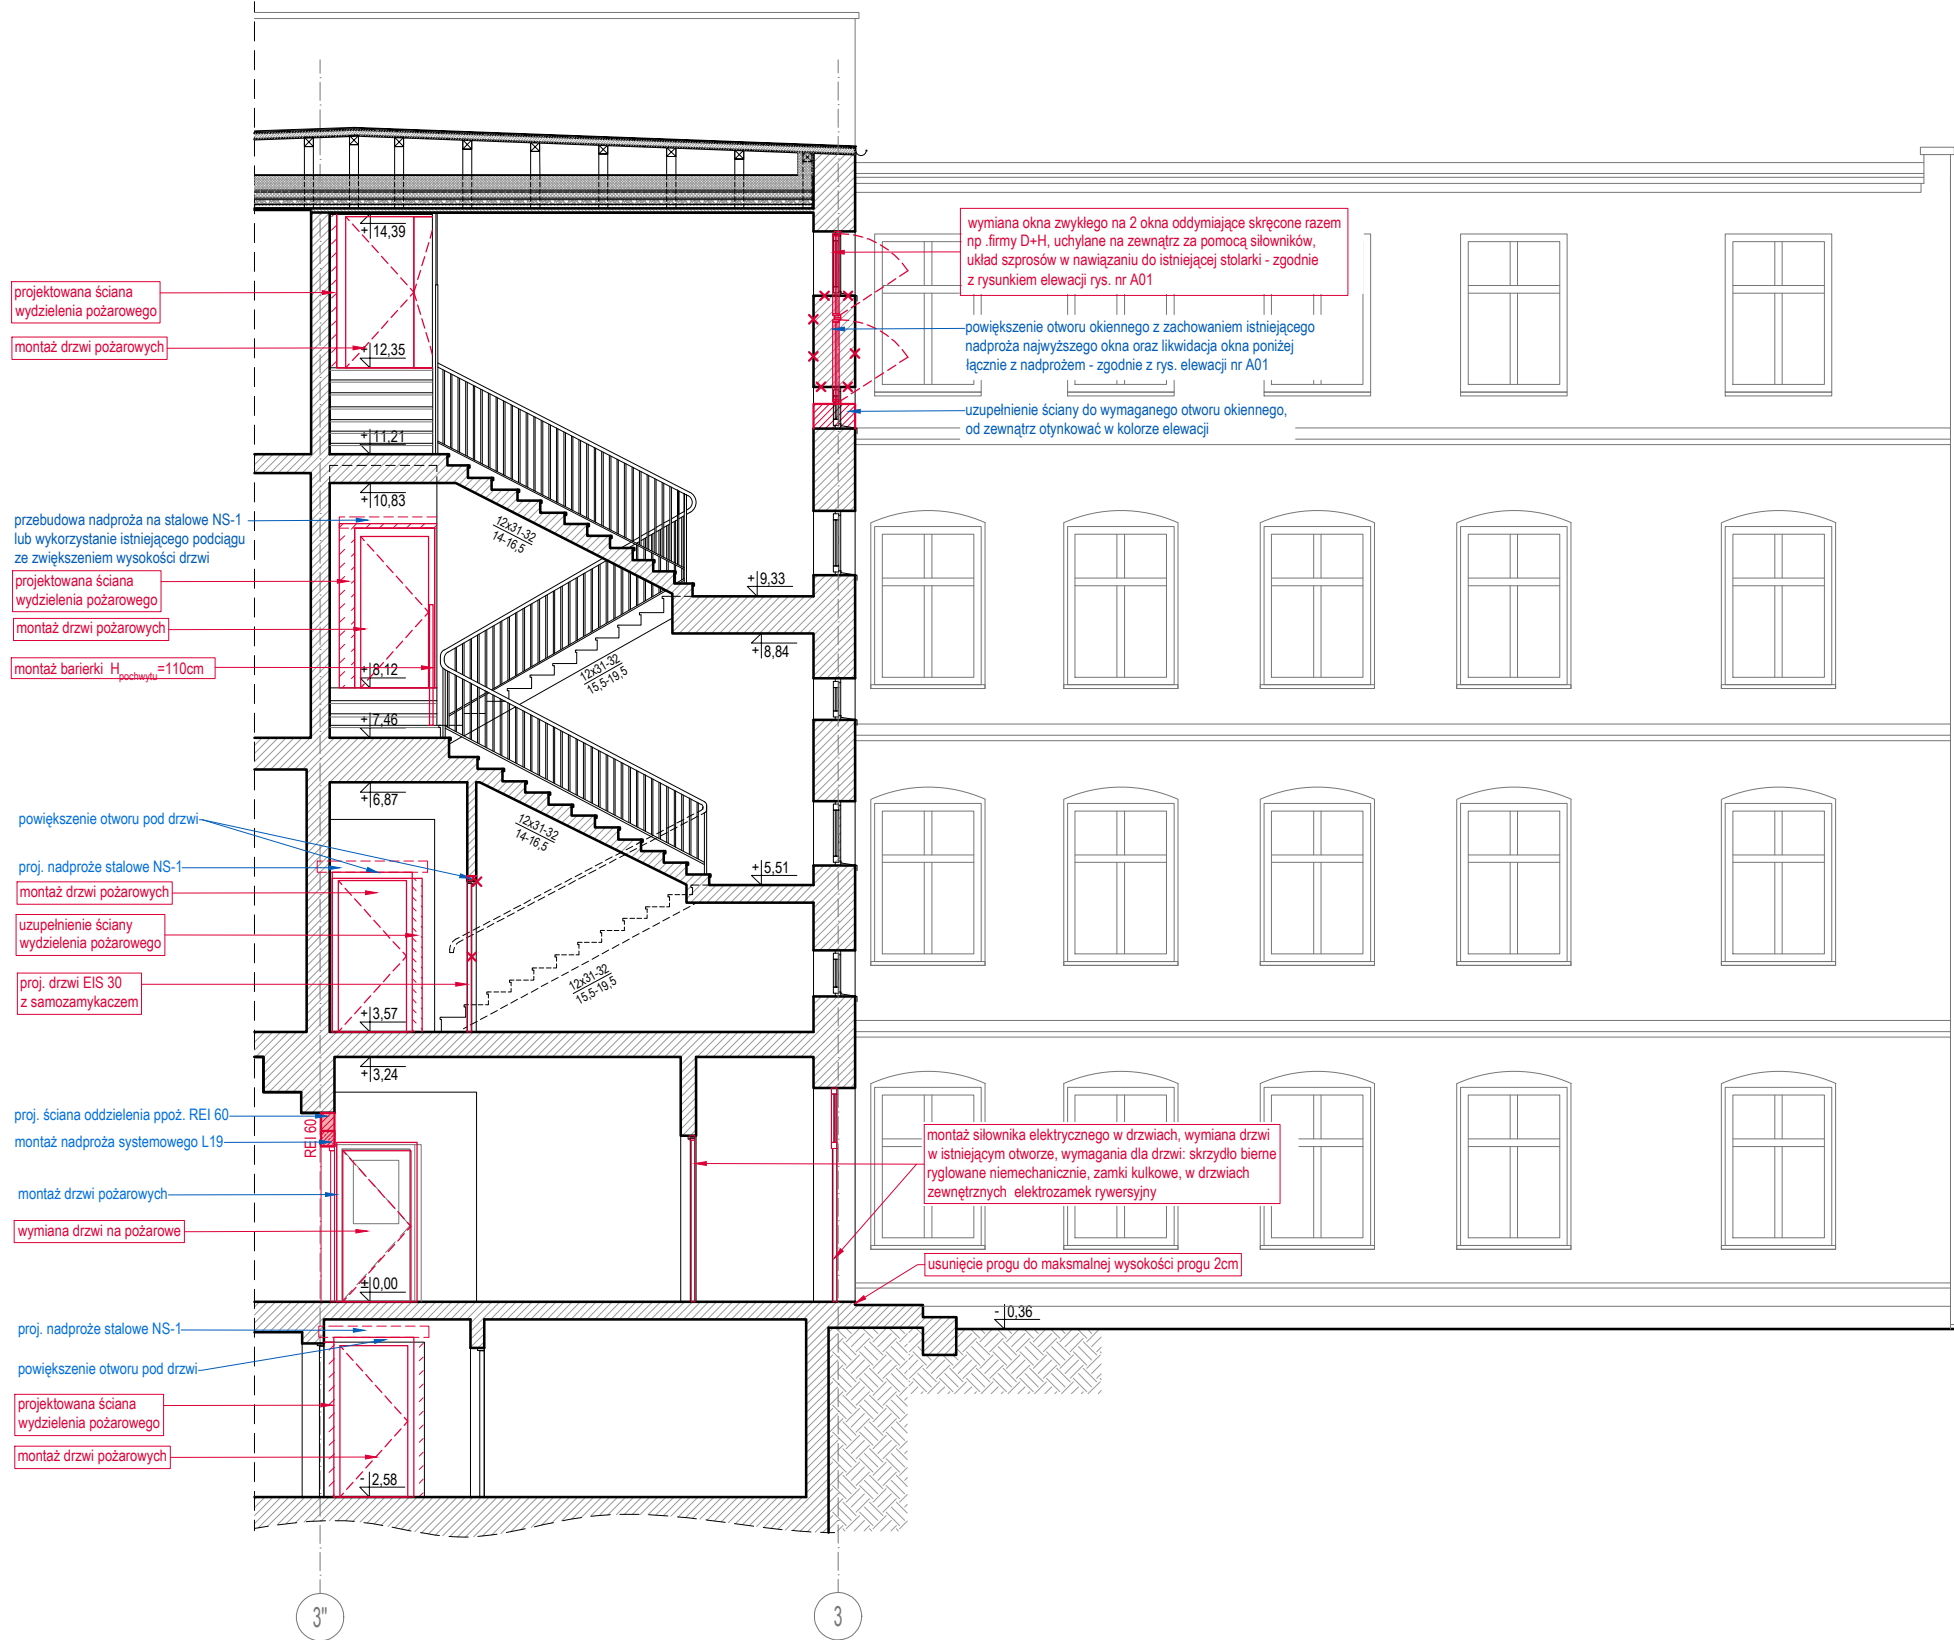 +14,39
wymiana okna zwykłego na 2 okna oddymiające skręcone razem
np .firmy D+H, uchylane na zewnątrz za pomocą siłowników,
układ szprosów w nawiązaniu do istniejącej stolarki - zgodnie
z rysunkiem elewacji rys. nr A01
projektowana ściana
wydzielenia pożarowego
montaż drzwi pożarowych
+12,35
powiększenie otworu okiennego z zachowaniem istniejącego
nadproża najwyższego okna oraz likwidacja okna poniżej
łącznie z nadprożem - zgodnie z rys. elewacji nr A01
uzupełnienie ściany do wymaganego otworu okiennego,
od zewnątrz otynkować w kolorze elewacji
+11,21
+10,83
przebudowa nadproża na stalowe NS-1
lub wykorzystanie istniejącego podciągu
ze zwiększeniem wysokości drzwi
12x31-32
14-16,5
projektowana ściana
wydzielenia pożarowego
+9,33
montaż drzwi pożarowych
+8,84
montaż barierki H pochwytu =110cm
+8,12
12x31-32
15,5-19,5
+7,46
+6,87
powiększenie otworu pod drzwi
12x31-32
14-16,5
proj. nadproże stalowe NS-1
+5,51
montaż drzwi pożarowych
uzupełnienie ściany
wydzielenia pożarowego
proj. drzwi EIS 30
z samozamykaczem
12x31-32
15,5-19,5
+3,57
+3,24
proj. ściana oddzielenia ppoż. REI 60
REI 60
montaż nadproża systemowego L19
montaż siłownika elektrycznego w drzwiach, wymiana drzwi
w istniejącym otworze, wymagania dla drzwi: skrzydło bierne
ryglowane niemechanicznie, zamki kulkowe, w drzwiach
zewnętrznych elektrozamek rywersyjny
montaż drzwi pożarowych
wymiana drzwi na pożarowe
usunięcie progu do maksmalnej wysokości progu 2cm
±0,00
-0,36
proj. nadproże stalowe NS-1
powiększenie otworu pod drzwi
projektowana ściana
wydzielenia pożarowego
montaż drzwi pożarowych
-2,58
3"
3